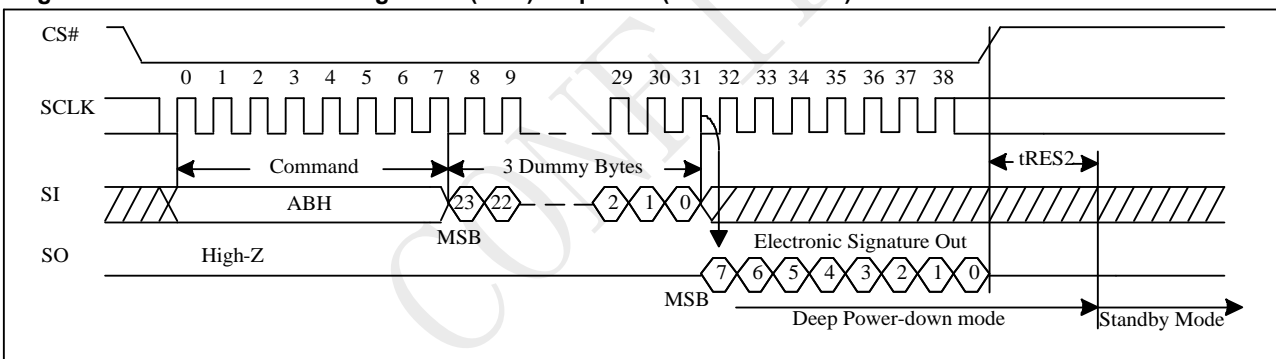 CS#
0 1 2 3 4 5 6 7 8 9 29 30 31 32 33 34 35 36 37 38
SCLK
Command 3 Dummy Bytes tRES2
SI ABH 23 22 2 1 0
MSB
SO High-Z Electronic Signature Out
7 6 5 4 3 2 1 0
MSB
Deep Power-down mode Standby Mode